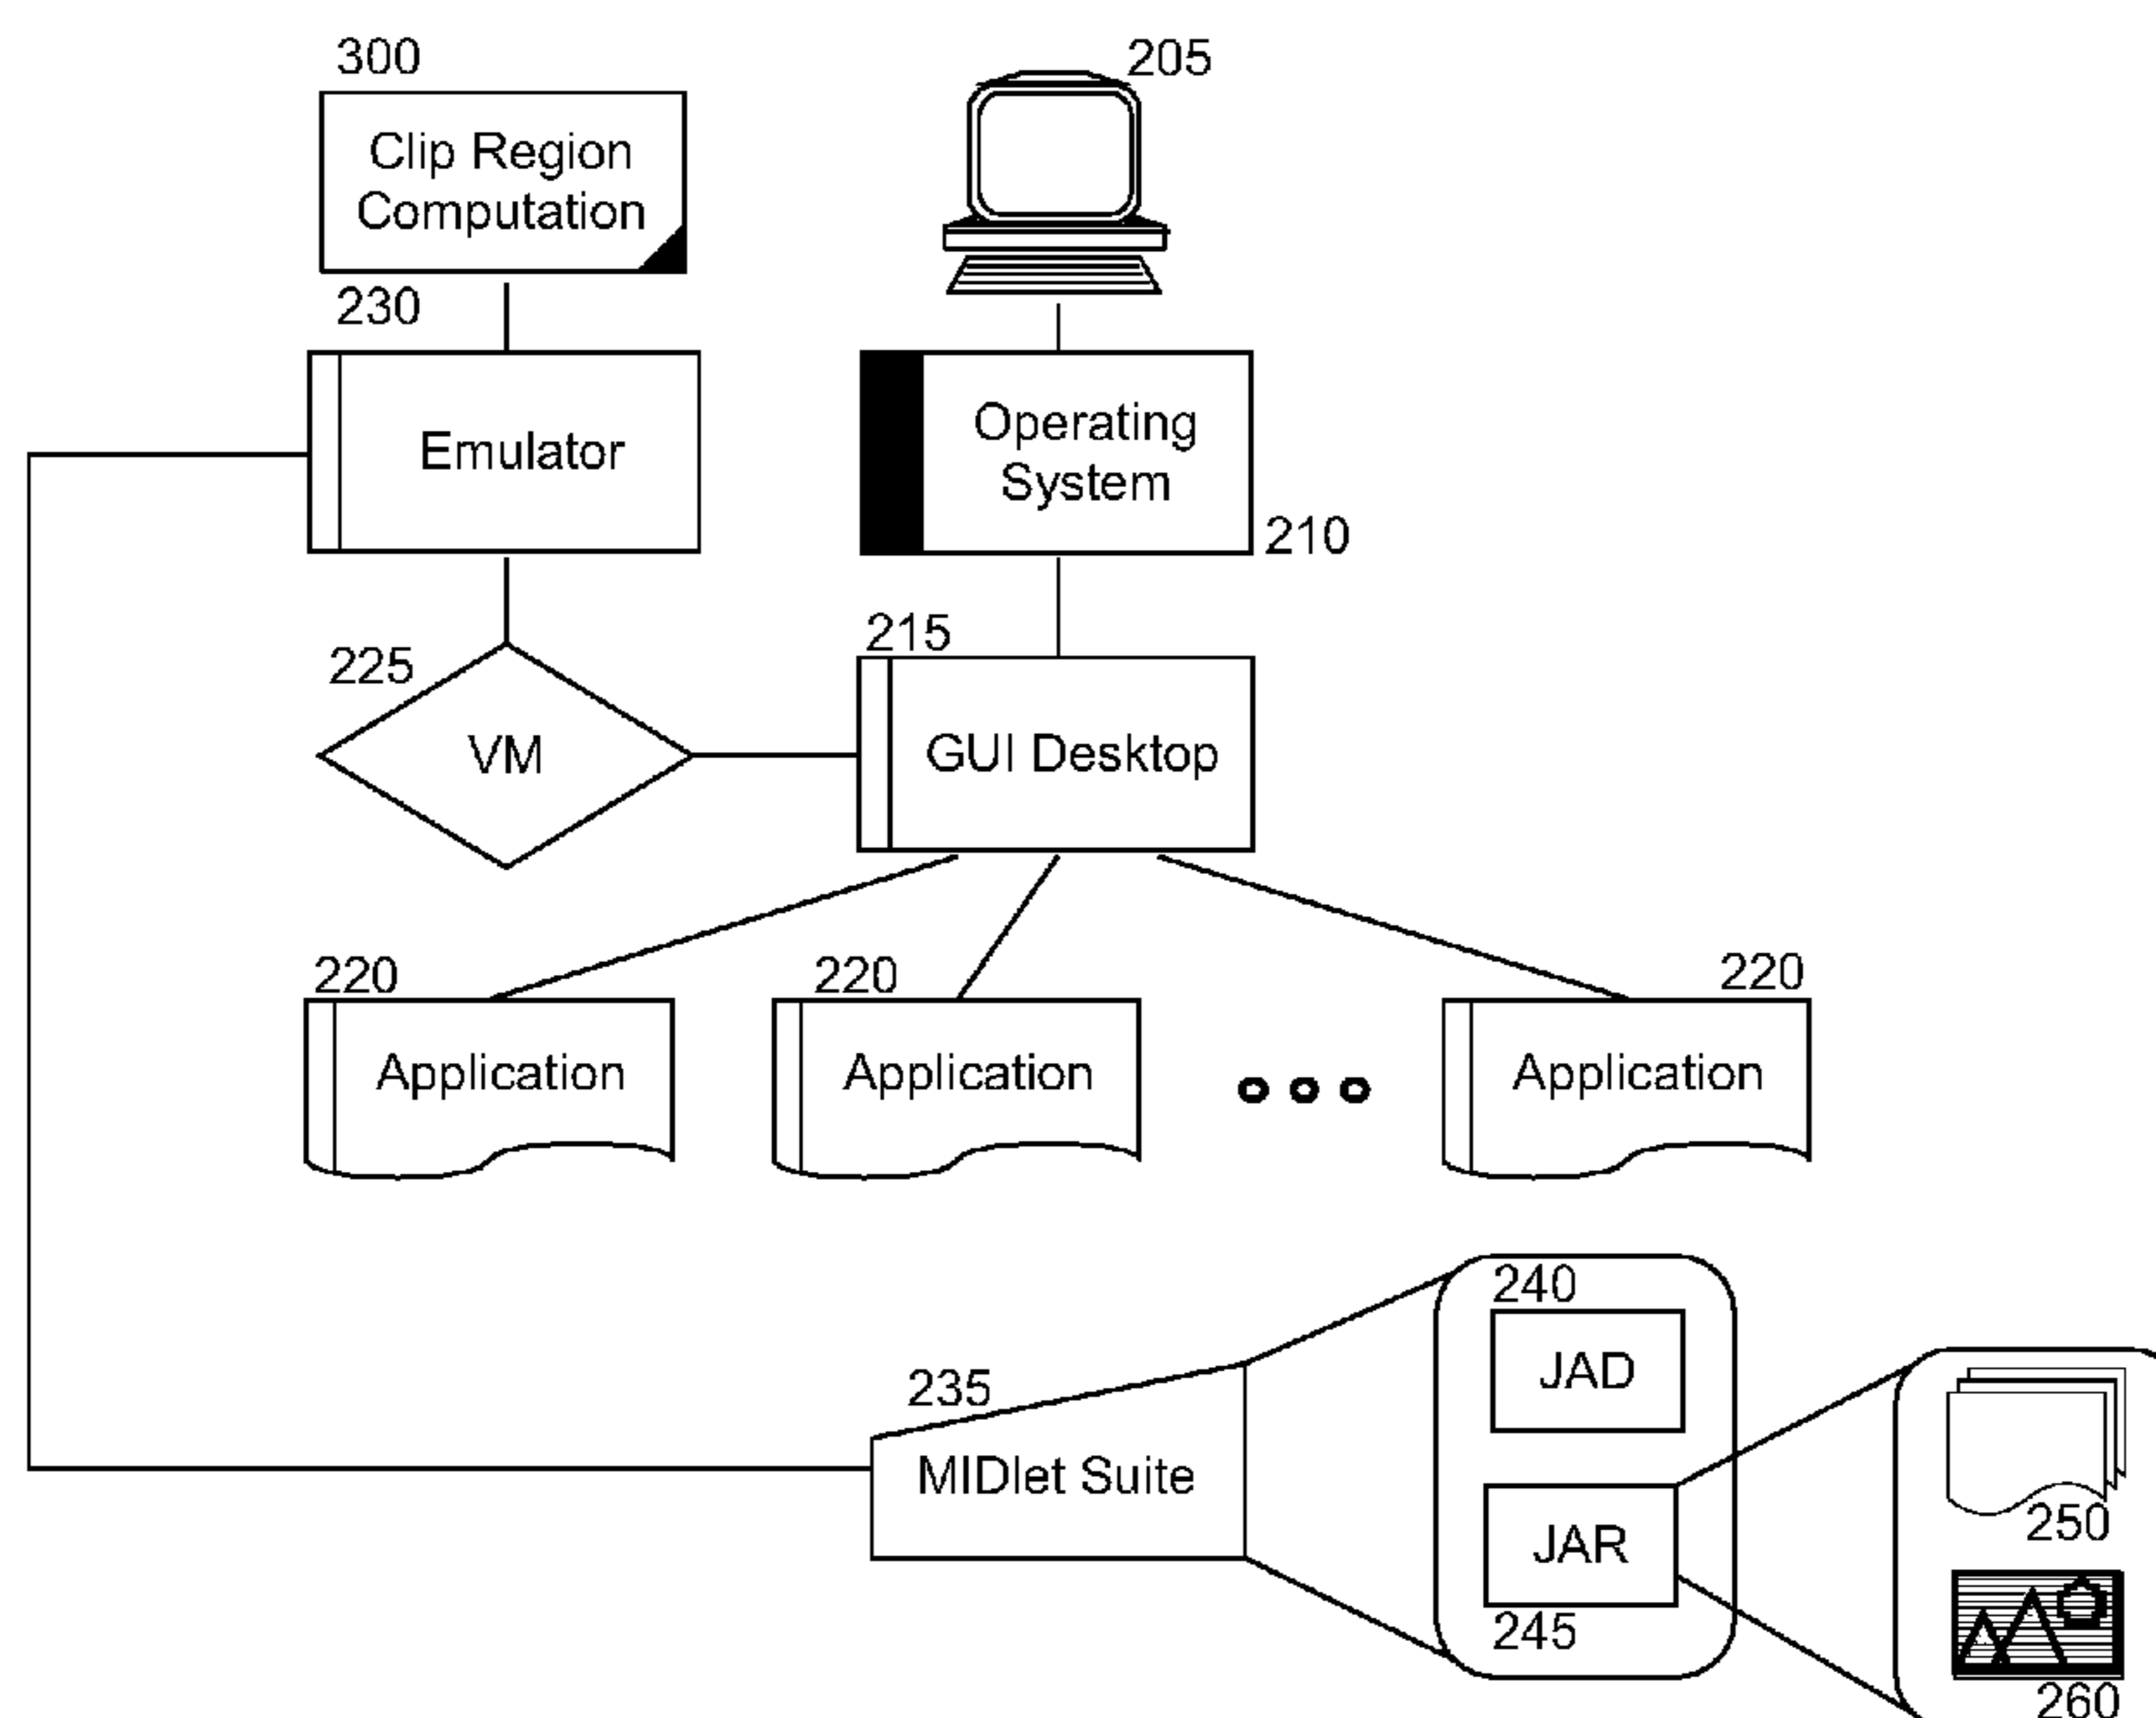 300
205
Clip Region
Computation
230
Emulator
Operating
System
210
215
225
VM
GUI Desktop
220
220
220
Application
Application
Application
240
JAD
235
MIDlet Suite
JAR
245
250
260